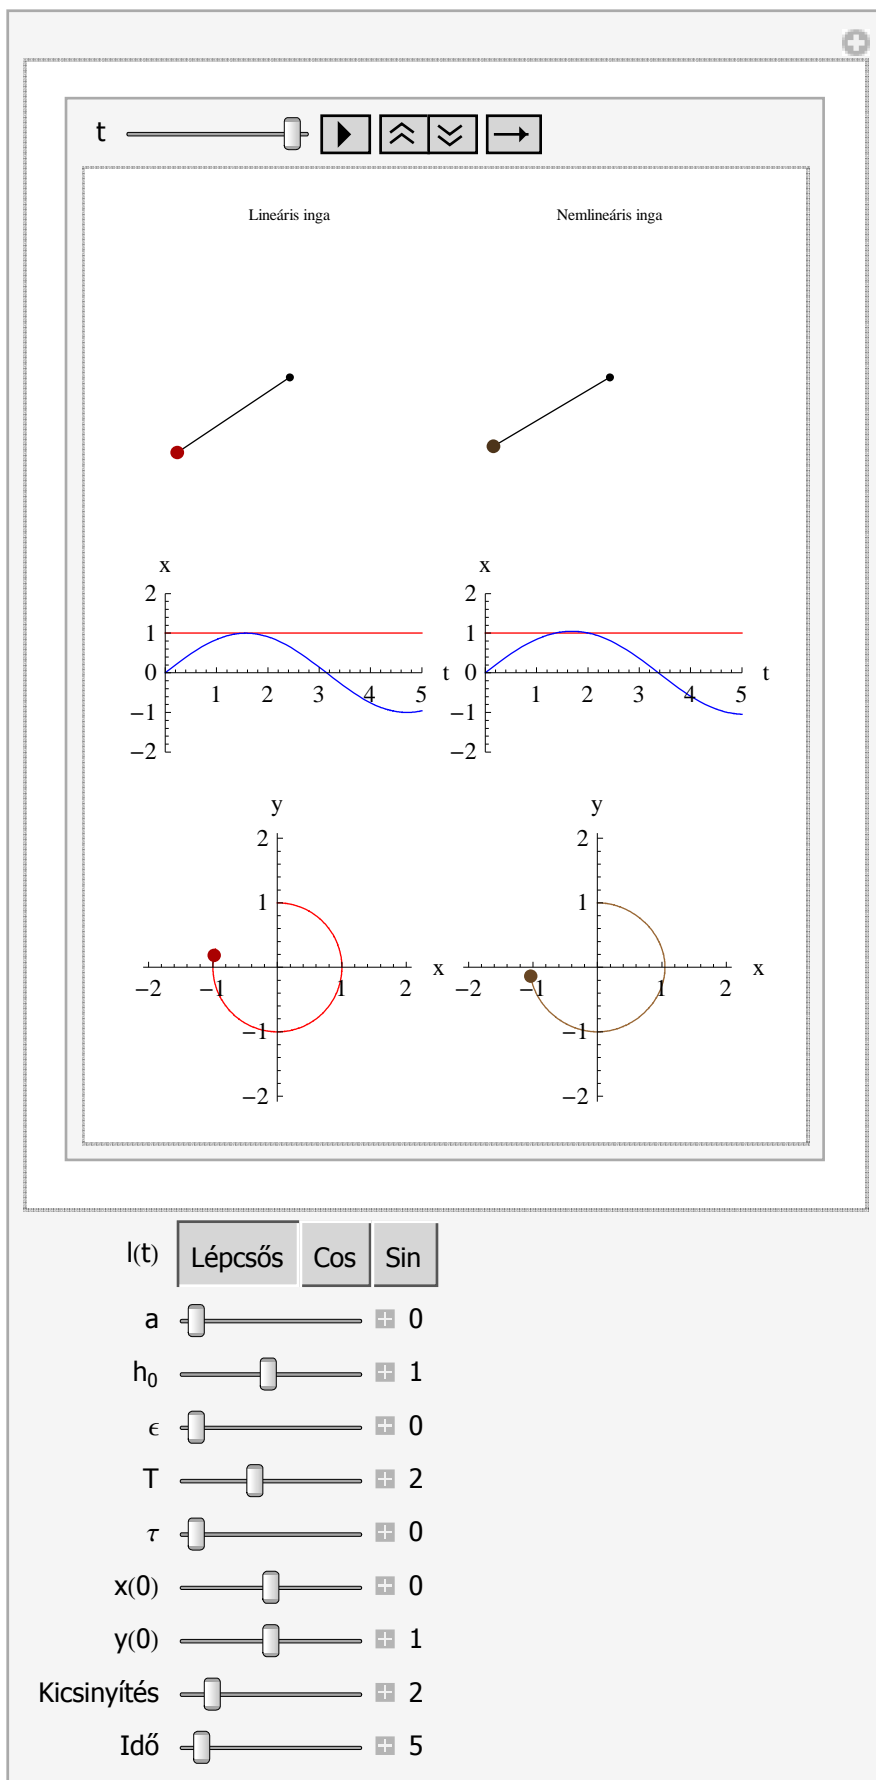 t
Lineáris inga Nemlineáris inga
x x
2 2
1 1
0 1 2 3 4 5 t 0 1 2 3 4 5 t
−1 −1
−2 −2
y y
2 2
1 1
−2 −1 1 2 x −2 −1 1 2 x
−1 −1
−2 −2
l(t) Lépcsős Cos Sin
a 0
h₀ 1
ϵ 0
T 2
τ 0
x(0) 0
y(0) 1
Kicsinyítés 2
Idő 5